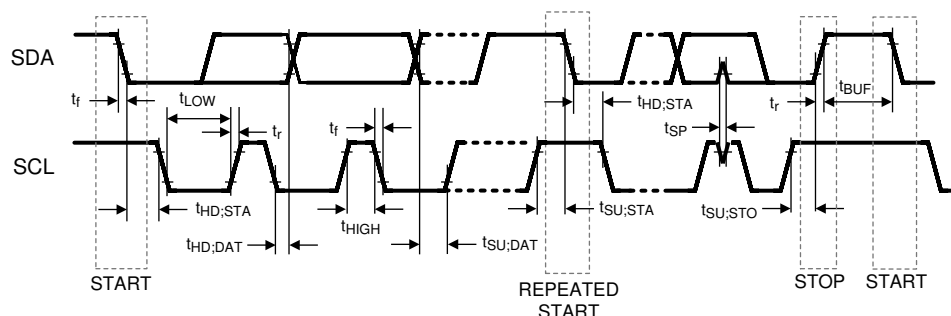 SDA
t_f
t_LOW
t_r
t_f
t_HD;STA
t_SP
t_r
t_BUF
SCL
t_HD;STA
t_HD;DAT
t_HIGH
t_SU;DAT
t_SU;STA
t_SU;STO
START
REPEATED
START
STOP
START